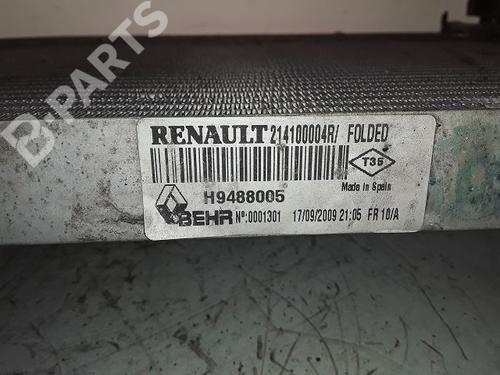 B-PARTS
RENAULT 214100004R/ FOLDED
T35
Made in Spain
H9488005
BEHR Nº:0001301 17/09/2009 21:05 FR 10/A